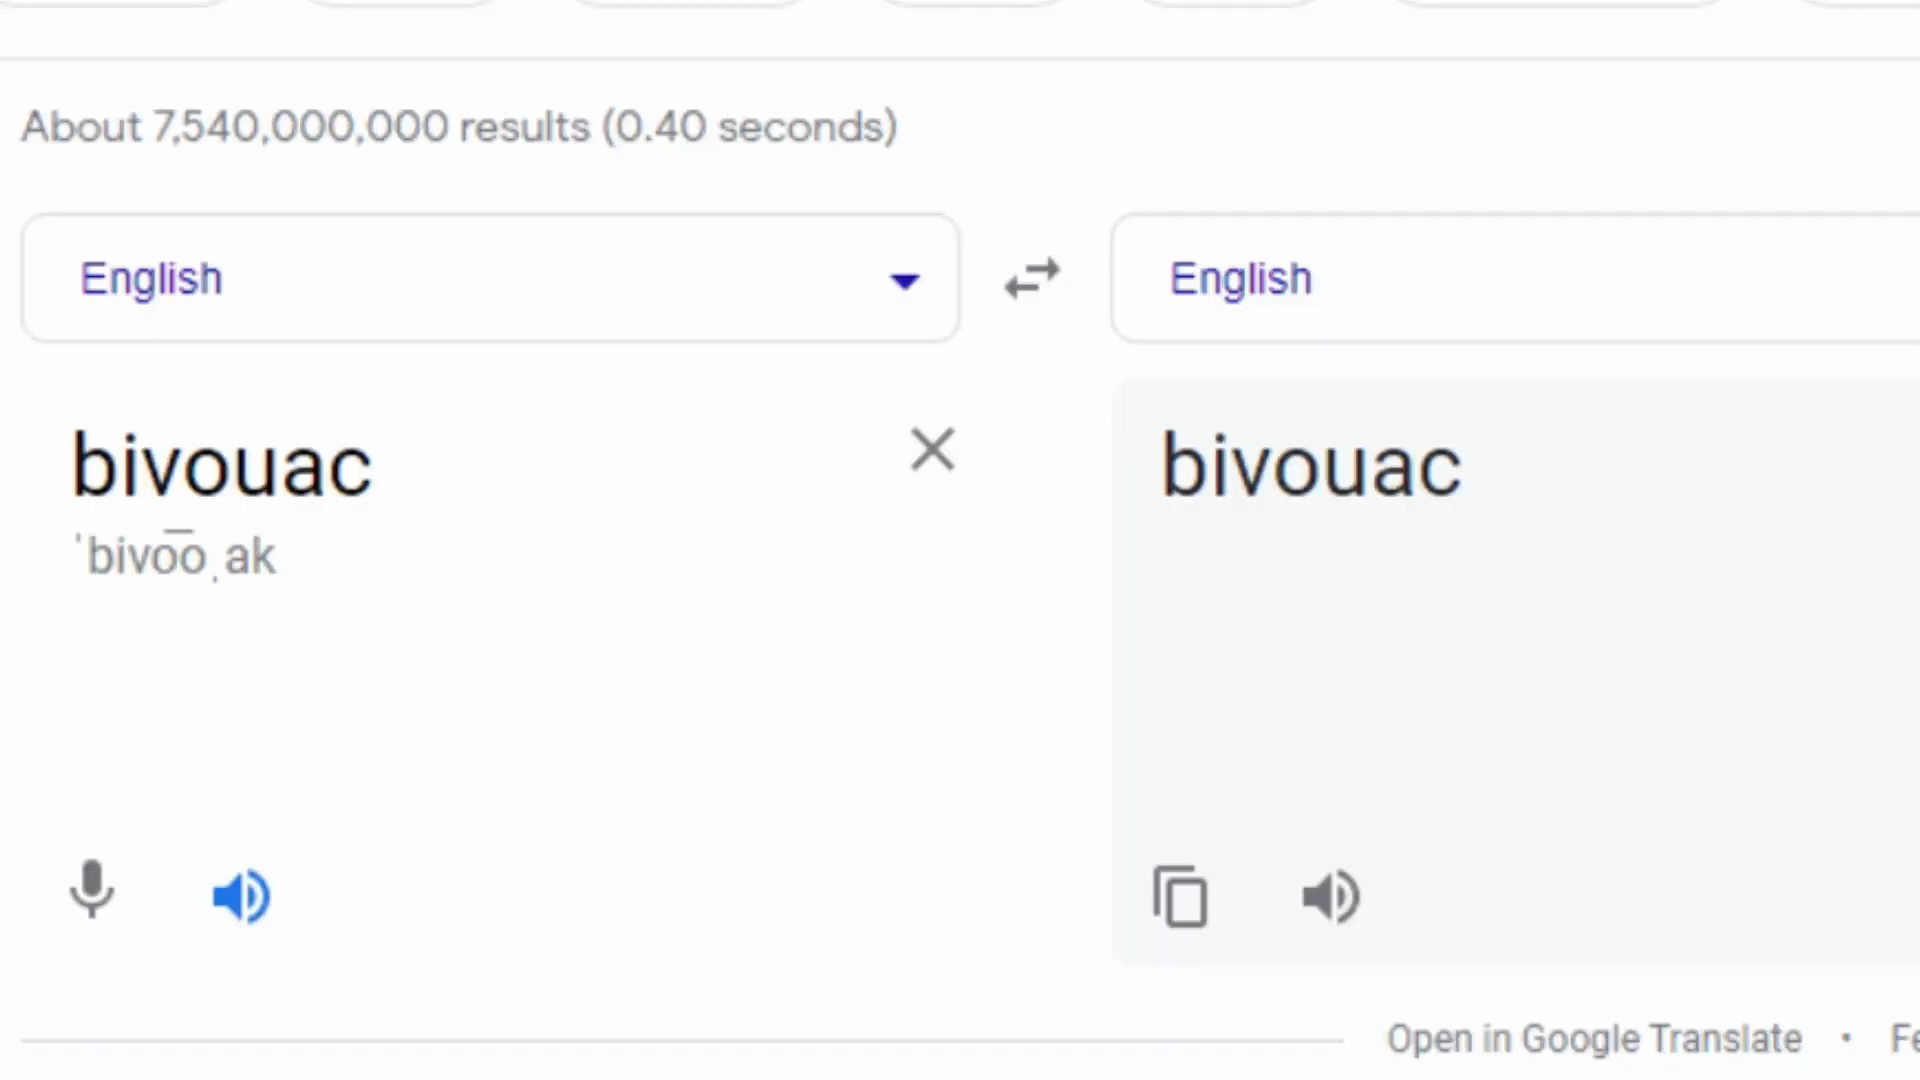 About 7,540,000,000 results (0.40 seconds)
English English
bivouac bivouac
ˈbivo͞oˌak
Open in Google Translate •